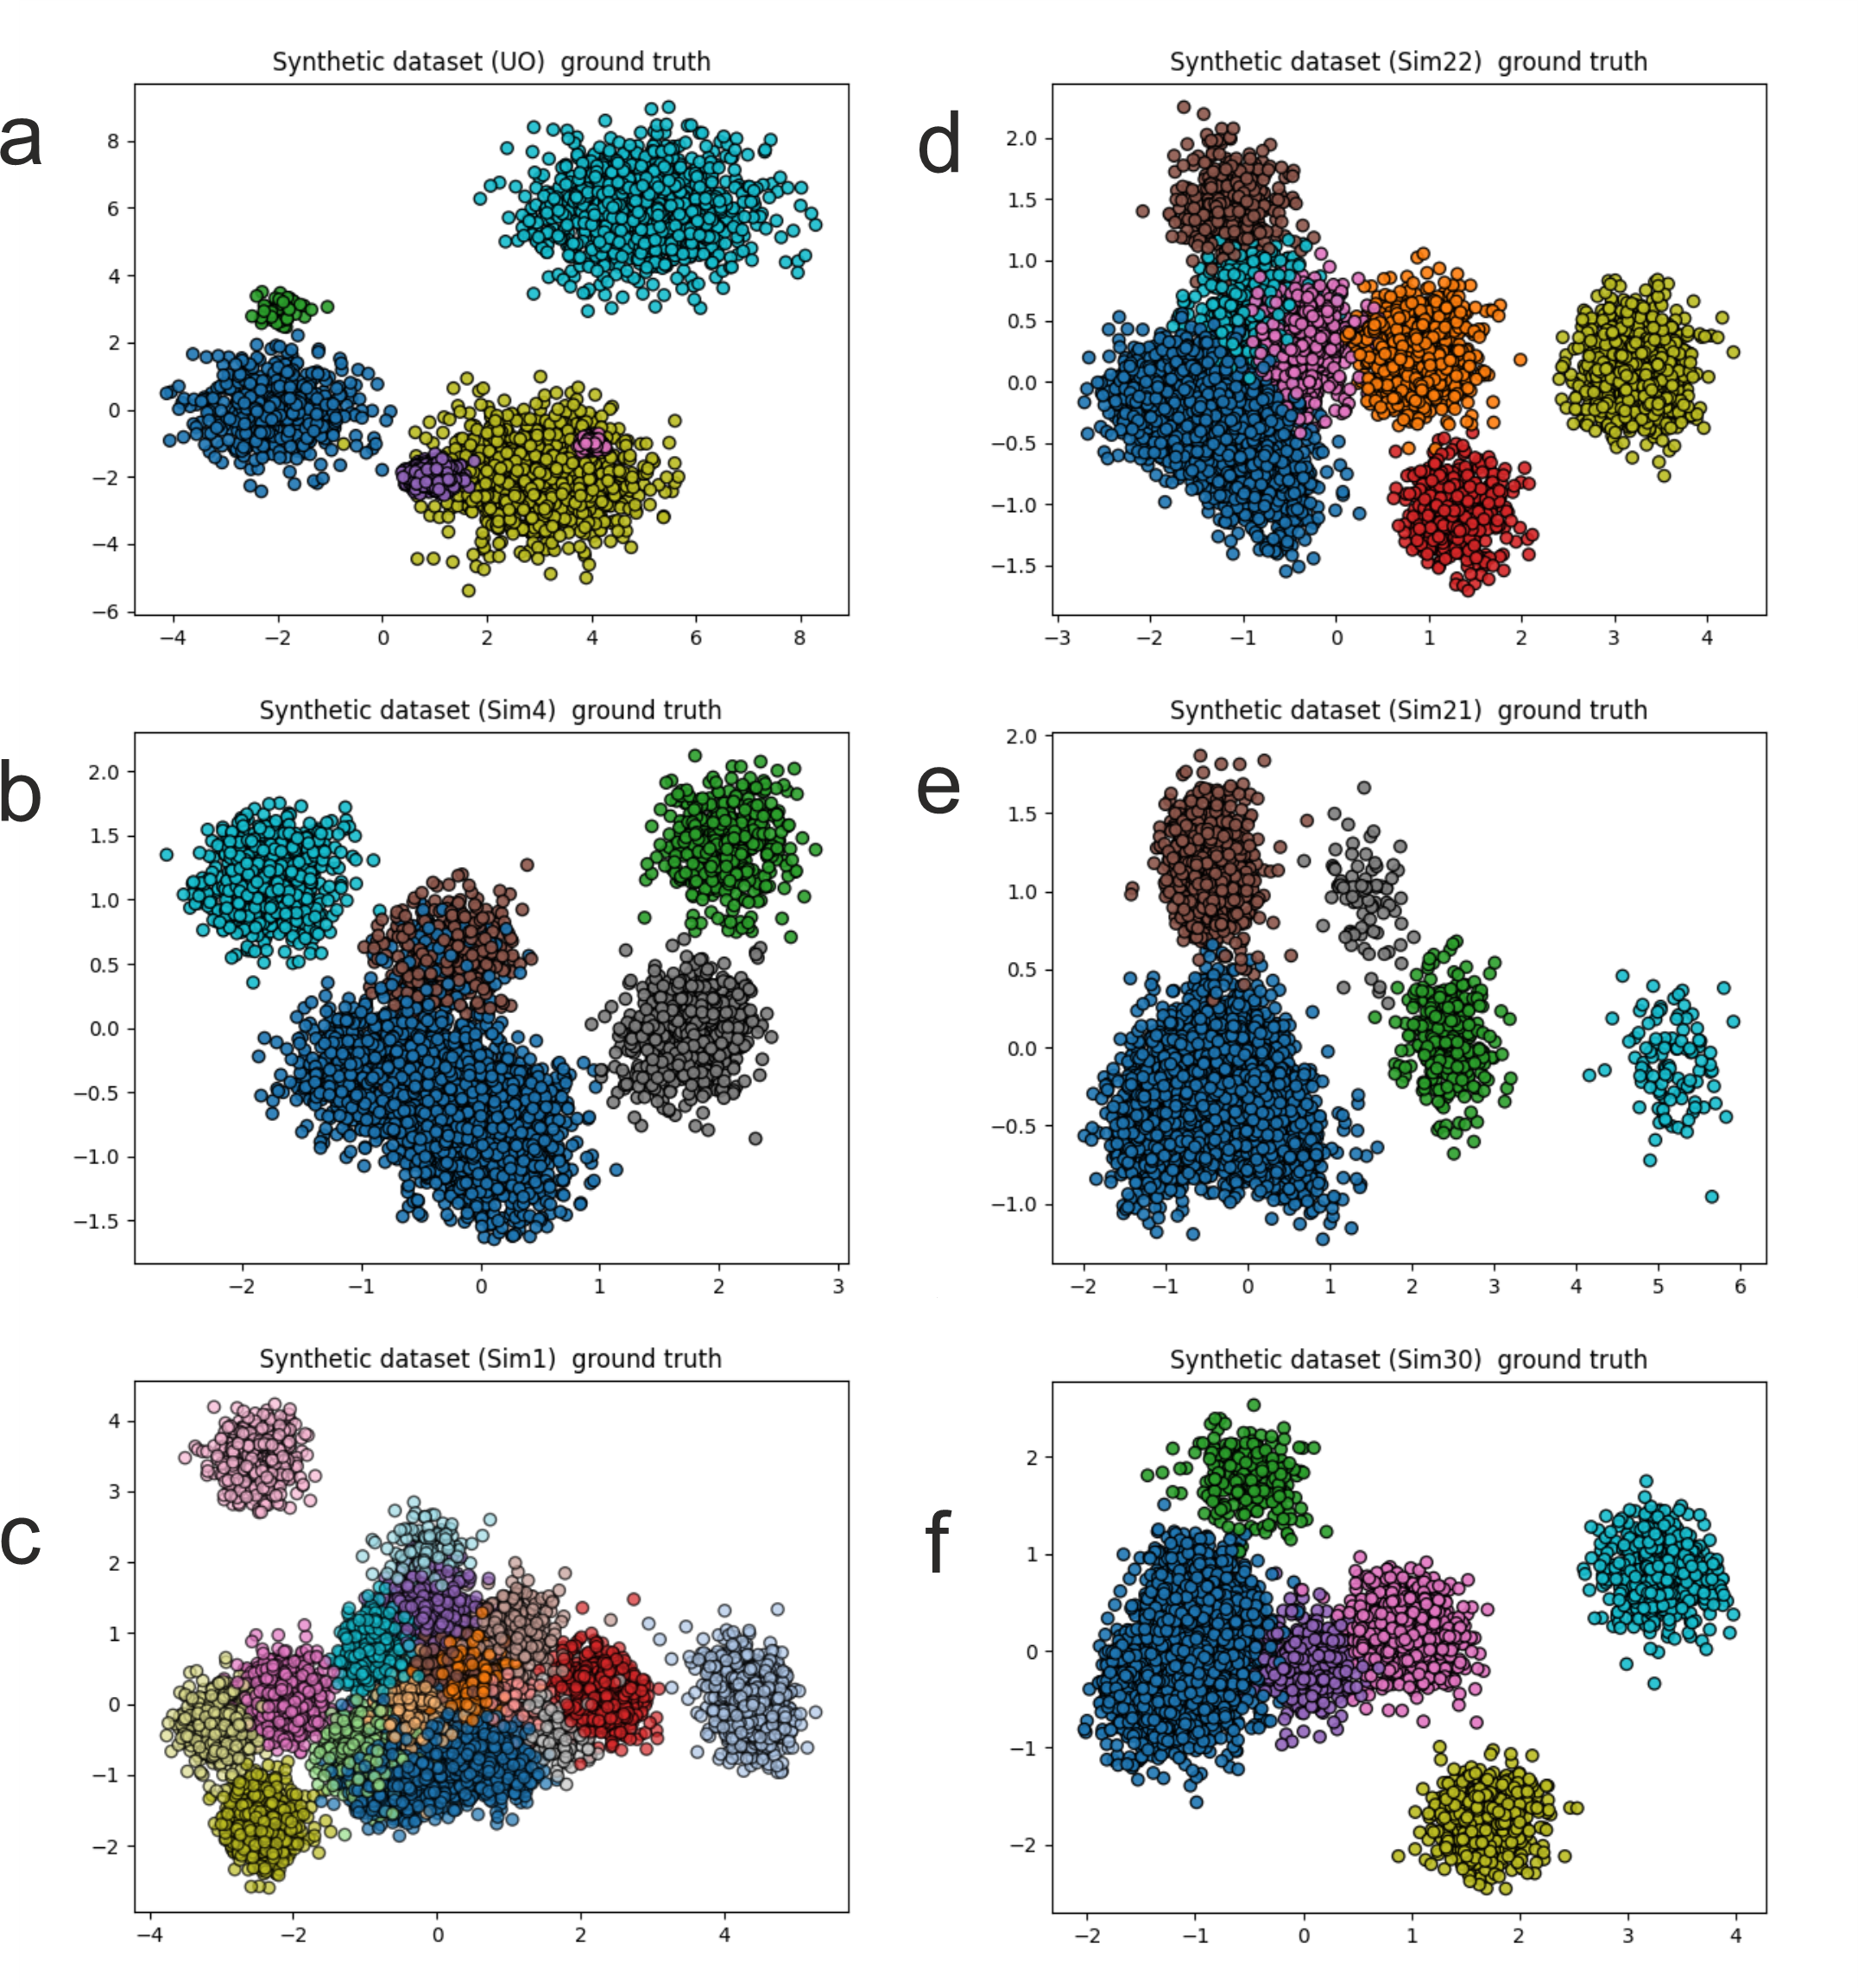 a
Synthetic dataset (UO)  ground truth
8
6
4
2
0
−2
−4
−6
−4 −2 0 2 4 6 8
d
Synthetic dataset (Sim22)  ground truth
2.0
1.5
1.0
0.5
0.0
−0.5
−1.0
−1.5
−3 −2 −1 0 1 2 3 4
b
Synthetic dataset (Sim4)  ground truth
2.0
1.5
1.0
0.5
0.0
−0.5
−1.0
−1.5
−2 −1 0 1 2 3
e
Synthetic dataset (Sim21)  ground truth
2.0
1.5
1.0
0.5
0.0
−0.5
−1.0
−2 −1 0 1 2 3 4 5 6
c
Synthetic dataset (Sim1)  ground truth
4
3
2
1
0
−1
−2
−4 −2 0 2 4
f
Synthetic dataset (Sim30)  ground truth
2
1
0
−1
−2
−2 −1 0 1 2 3 4